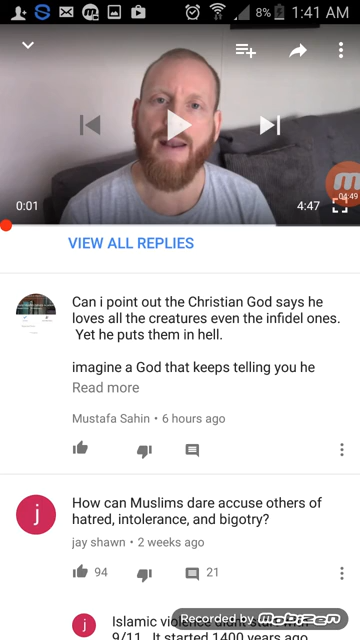 8% 1:41 AM
04:49
0:01
4:47
VIEW ALL REPLIES
Can i point out the Christian God says he
loves all the creatures even the infidel ones.
Yet he puts them in hell.
imagine a God that keeps telling you he
Read more
Mustafa Sahin • 6 hours ago
j
How can Muslims dare accuse others of
hatred, intolerance, and bigotry?
jay shawn • 2 weeks ago
94 21
j
Islamic
Recorded by MOBIZEN
9/11. It started 1400 years ago